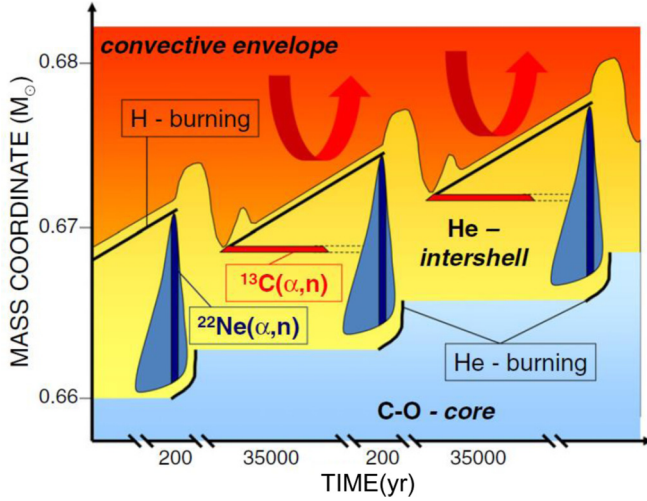 convective envelope
0.68
H - burning
MASS COORDINATE (M☉)
0.67
He –
intershell
¹³C(α,n)
²²Ne(α,n)
He - burning
0.66
C-O - core
200
35000
200
35000
TIME(yr)